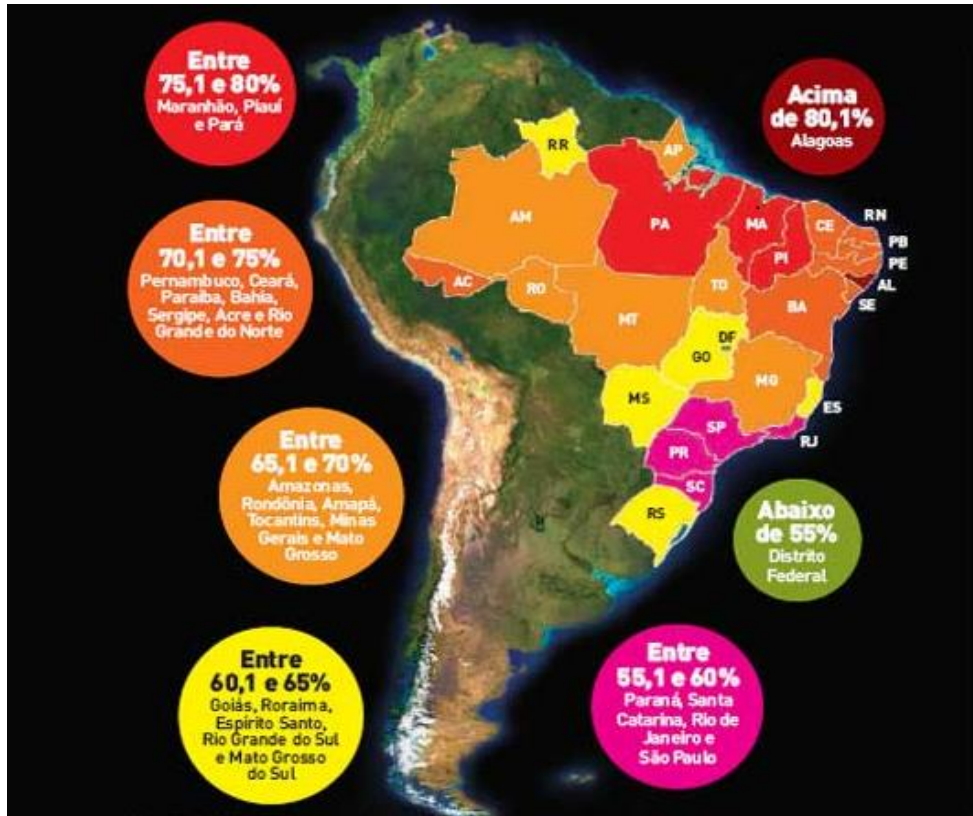 Entre
75,1 e 80%
Maranhão, Piauí
e Pará
Acima
de 80,1%
Alagoas
Entre
70,1 e 75%
Pernambuco, Ceará,
Paraíba, Bahia,
Sergipe, Acre e Rio
Grande do Norte
Entre
65,1 e 70%
Amazonas,
Rondônia, Amapá,
Tocantins, Minas
Gerais e Mato
Grosso
Entre
60,1 e 65%
Goiás, Roraima,
Espírito Santo,
Rio Grande do Sul
e Mato Grosso
do Sul
Abaixo
de 55%
Distrito
Federal
Entre
55,1 e 60%
Paraná, Santa
Catarina, Rio de
Janeiro e
São Paulo
RR
AP
AM
PA
MA
CE
RN
PB
PE
AL
SE
PI
AC
RO
TO
BA
MT
DF
GO
MG
MS
ES
SP
RJ
PR
SC
RS